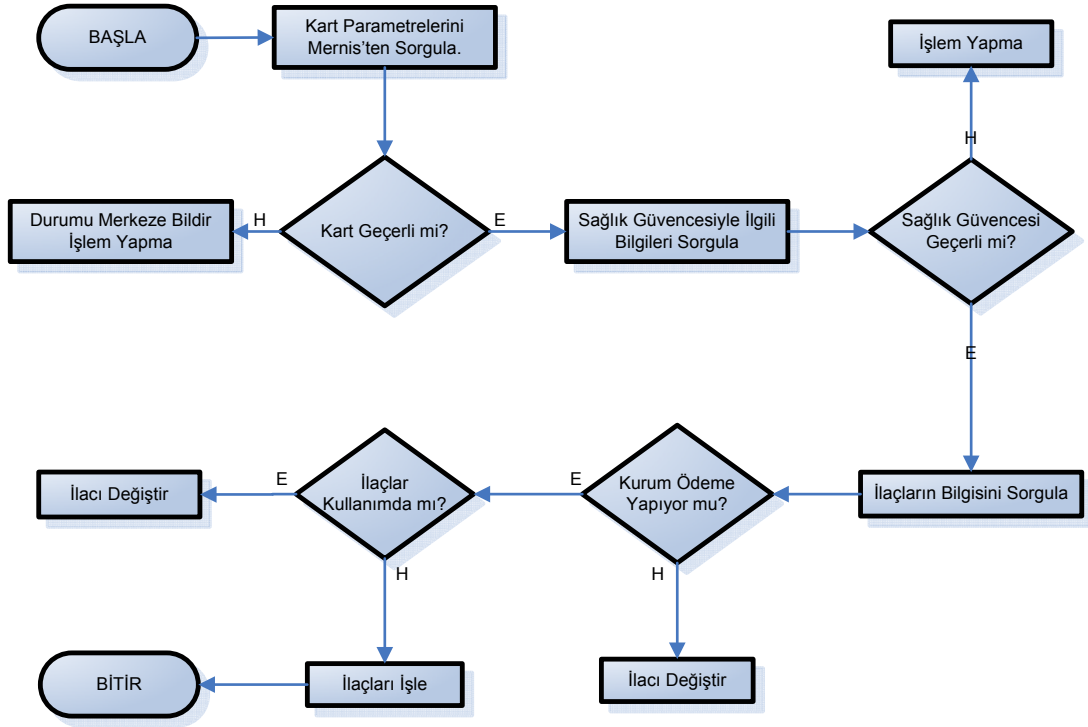 BAŞLA
Kart Parametrelerini
Mernis'ten Sorgula.
İşlem Yapma
H
Durumu Merkeze Bildir
İşlem Yapma
H
Kart Geçerli mi?
E
Sağlık Güvencesiyle İlgili
Bilgileri Sorgula
Sağlık Güvencesi
Geçerli mi?
E
İlacı Değiştir
E
İlaçlar
Kullanımda mı?
E
Kurum Ödeme
Yapıyor mu?
İlaçların Bilgisini Sorgula
H
H
BİTİR
İlaçları İşle
İlacı Değiştir